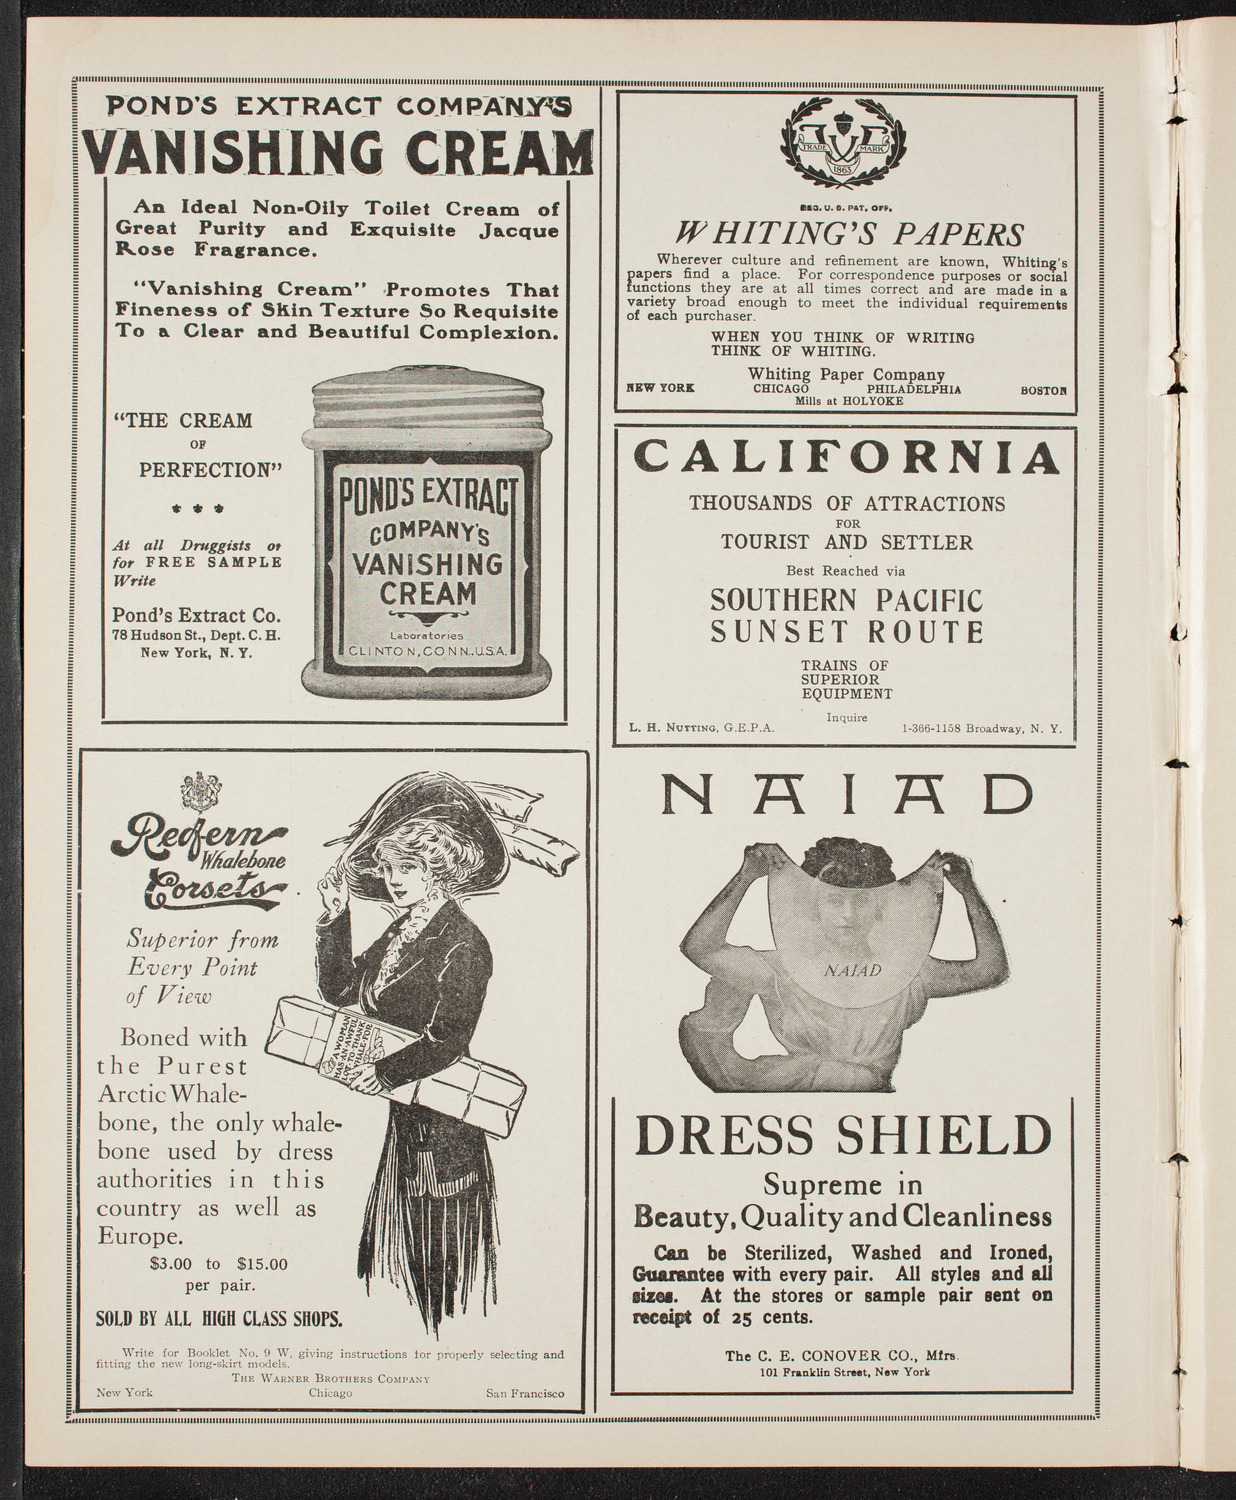 POND'S EXTRACT COMPANY'S
VANISHING CREAM
An Ideal Non-Oily Toilet Cream of
Great Purity and Exquisite Jacque
Rose Fragrance.
"Vanishing Cream" Promotes That
Fineness of Skin Texture So Requisite
To a Clear and Beautiful Complexion.
"THE CREAM
OF
PERFECTION"
* * *
At all Druggists or
for FREE SAMPLE
Write
Pond's Extract Co.
78 Hudson St., Dept. C. H.
New York, N. Y.
POND'S EXTRACT
COMPANY'S
VANISHING
CREAM
Laboratories
CLINTON, CONN., U.S.A.
Redfern
Whalebone
Corsets
Superior from
Every Point
of View
Boned with
the Purest
Arctic Whale-
bone, the only whale-
bone used by dress
authorities in this
country as well as
Europe.
$3.00 to $15.00
per pair.
SOLD BY ALL HIGH CLASS SHOPS.
A WOMAN
HAS AN AWFUL
LOT TO THANK
WHALE FOR.
Write for Booklet No. 9 W, giving instructions for properly selecting and
fitting the new long-skirt models.
THE WARNER BROTHERS COMPANY
New York Chicago San Francisco
TRADE MARK
1865
REG. U. S. PAT. OFF.
WHITING'S PAPERS
Wherever culture and refinement are known, Whiting's
papers find a place. For correspondence purposes or social
functions they are at all times correct and are made in a
variety broad enough to meet the individual requirements
of each purchaser.
WHEN YOU THINK OF WRITING
THINK OF WHITING.
Whiting Paper Company
NEW YORK CHICAGO PHILADELPHIA BOSTON
Mills at HOLYOKE
CALIFORNIA
THOUSANDS OF ATTRACTIONS
FOR
TOURIST AND SETTLER
Best Reached via
SOUTHERN PACIFIC
SUNSET ROUTE
TRAINS OF
SUPERIOR
EQUIPMENT
Inquire
L. H. NUTTING, G.E.P.A. 1-366-1158 Broadway, N. Y.
NAIAD
NAIAD
DRESS SHIELD
Supreme in
Beauty, Quality and Cleanliness
Can be Sterilized, Washed and Ironed,
Guarantee with every pair. All styles and all
sizes. At the stores or sample pair sent on
receipt of 25 cents.
The C. E. CONOVER CO., Mfrs.
101 Franklin Street, New York